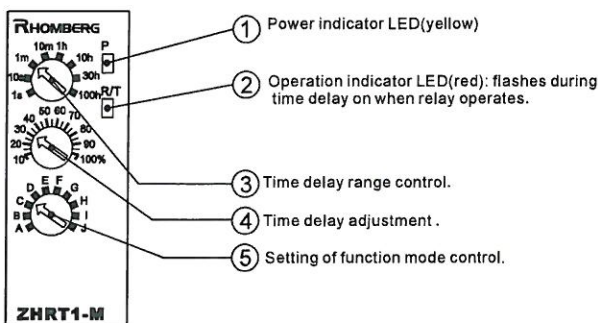 RHOMBERG
P
10m 1h
1m 10h
10s 30h
1s 100h
R/T
50 60
40 70
30 80
20 90
10 100%
E F
D G
C H
B I
A J
ZHRT1-M
1 Power indicator LED(yellow)
2 Operation indicator LED(red): flashes during
time delay on when relay operates.
3 Time delay range control.
4 Time delay adjustment .
5 Setting of function mode control.